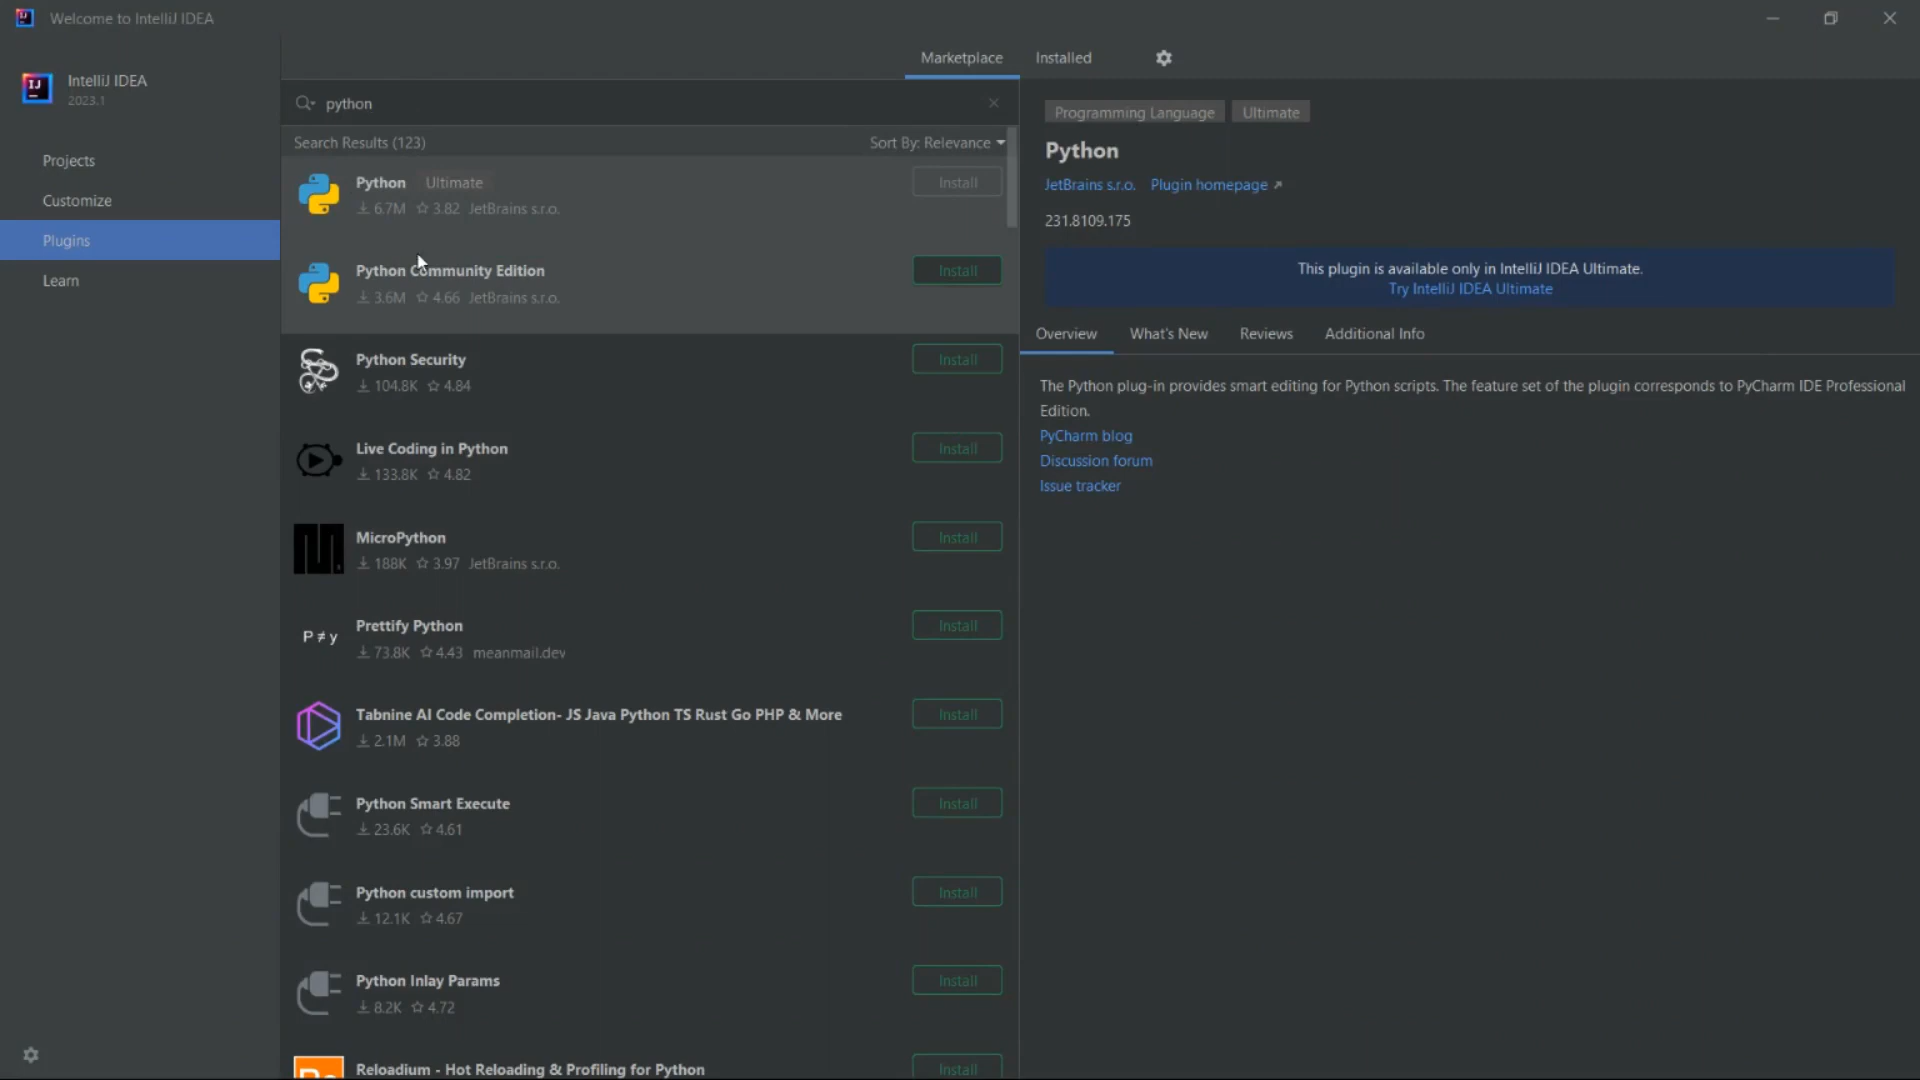 Welcome to IntelliJ IDEA
IntelliJ IDEA
2023.1
Projects
Customize
Plugins
Learn
Marketplace
Installed
python
Search Results (123)
Sort By: Relevance
Python Ultimate
6.7M 3.82 JetBrains s.r.o.
Install
Python Community Edition
3.6M 4.66 JetBrains s.r.o.
Install
Python Security
104.8K 4.84
Install
Live Coding in Python
133.8K 4.82
Install
MicroPython
188K 3.97 JetBrains s.r.o.
Install
P≠y
Prettify Python
73.8K 4.43 meanmail.dev
Install
Tabnine AI Code Completion- JS Java Python TS Rust Go PHP & More
2.1M 3.88
Install
Python Smart Execute
23.6K 4.61
Install
Python custom import
12.1K 4.67
Install
Python Inlay Params
8.2K 4.72
Install
Reloadium - Hot Reloading & Profiling for Python
Install
Programming Language Ultimate
Python
JetBrains s.r.o. Plugin homepage
231.8109.175
This plugin is available only in IntelliJ IDEA Ultimate.
Try IntelliJ IDEA Ultimate
Overview What's New Reviews Additional Info
The Python plug-in provides smart editing for Python scripts. The feature set of the plugin corresponds to PyCharm IDE Professional
Edition.
PyCharm blog
Discussion forum
Issue tracker